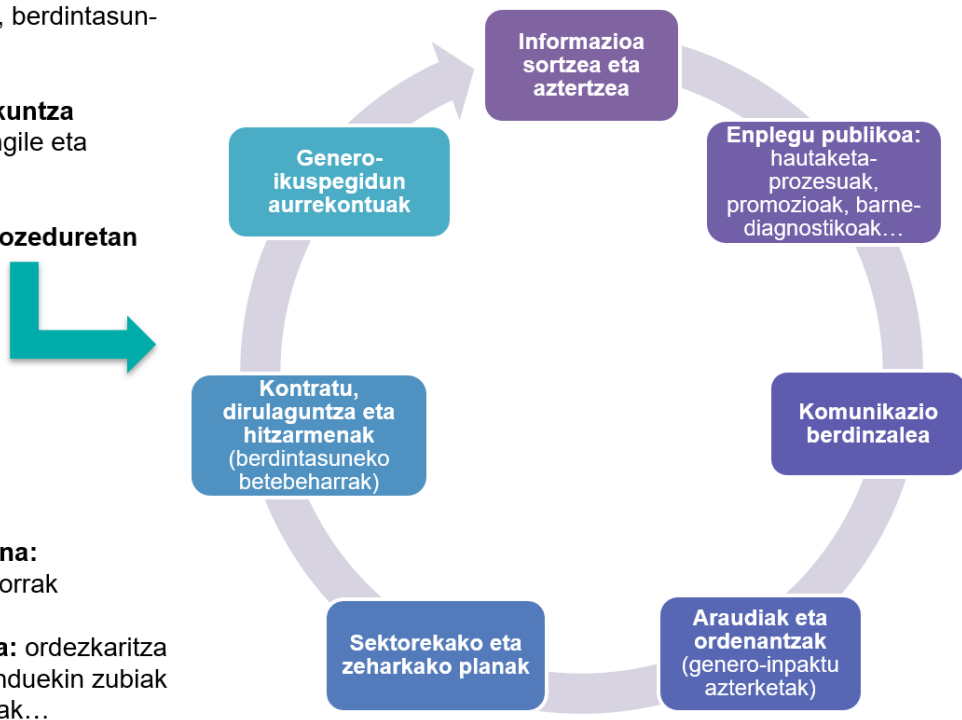 , berdintasun-
kuntza
gile eta
ozeduretan
na:
orrak
a: ordezkaritza
nduekin zubiak
ak…
Informazioa
sortzea eta
aztertzea
Enplegu publikoa:
hautaketa-
prozesuak,
promozioak, barne-
diagnostikoak…
Komunikazio
berdinzalea
Araudiak eta
ordenantzak
(genero-inpaktu
azterketak)
Sektorekako eta
zeharkako planak
Kontratu,
dirulaguntza eta
hitzarmenak
(berdintasuneko
betebeharrak)
Genero-
ikuspegidun
aurrekontuak